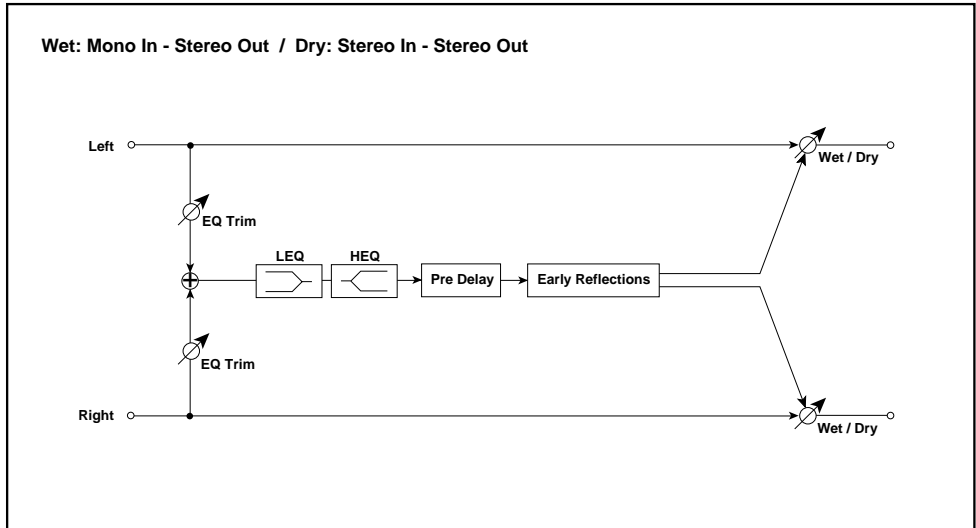 Wet: Mono In - Stereo Out / Dry: Stereo In - Stereo Out
Left
Wet / Dry
EQ Trim
LEQ
HEQ
Pre Delay
Early Reflections
EQ Trim
Right
Wet / Dry